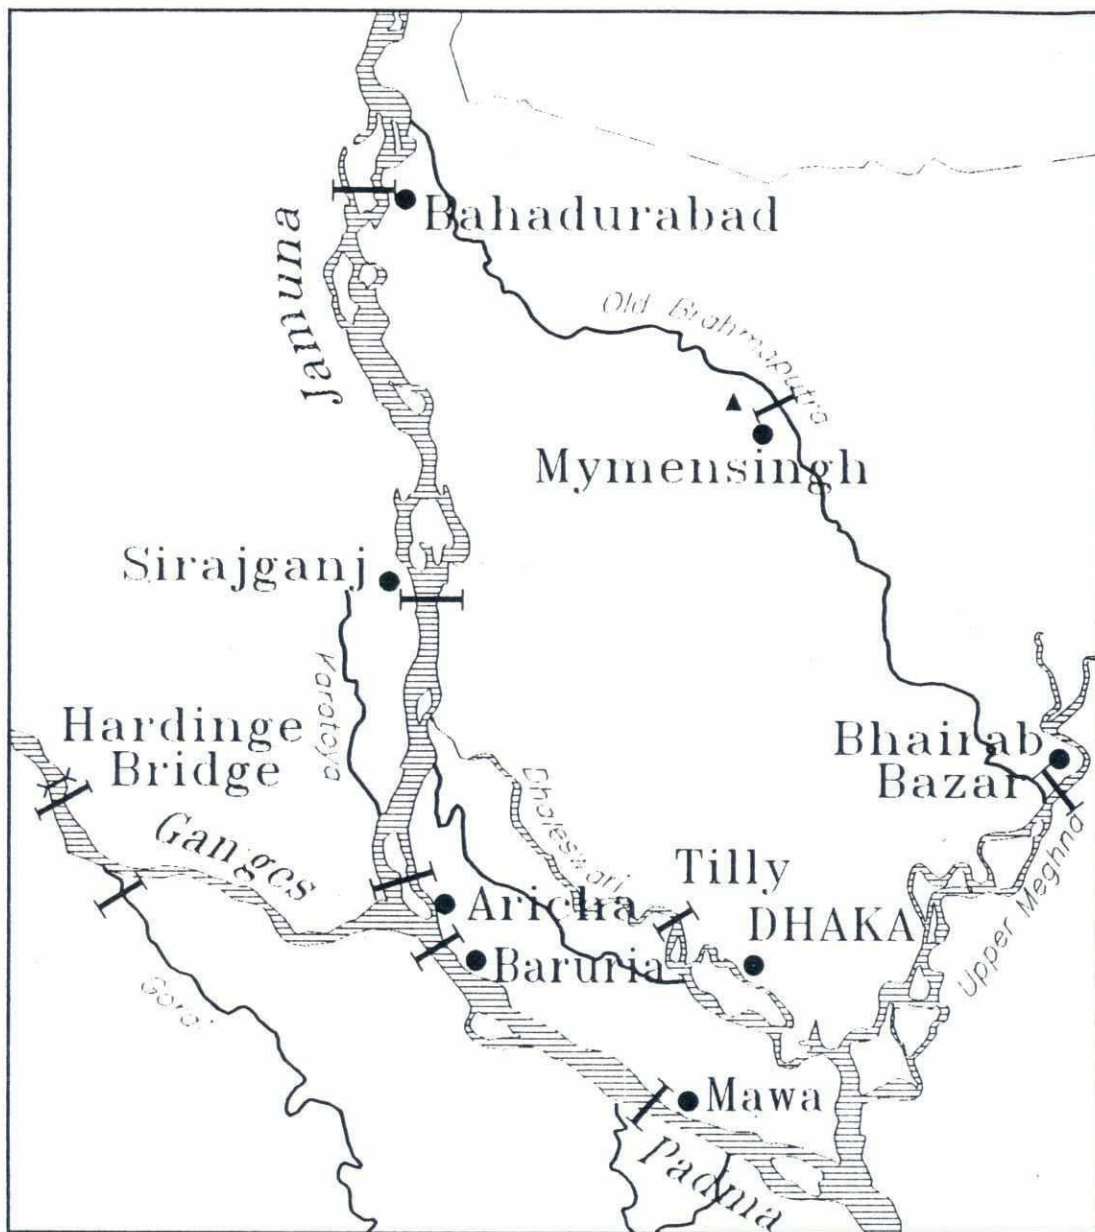 Bahadurabad
Jamuna
Old Brahmaputra
Mymensingh
Sirajganj
Karatoya
Hardinge
Bridge
Bhairab
Bazar
Ganges
Dhaleswari
Tilly
DHAKA
Aricha
Baruria
Upper Meghna
Gorai
Mawa
Padma